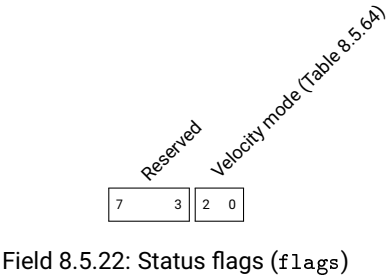 Reserved
Velocity mode (Table 8.5.64)
7 3 2 0
Field 8.5.22: Status flags (flags)